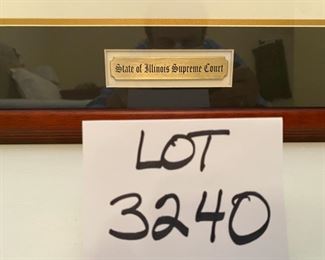 State of Illinois Supreme Court
LOT
3240